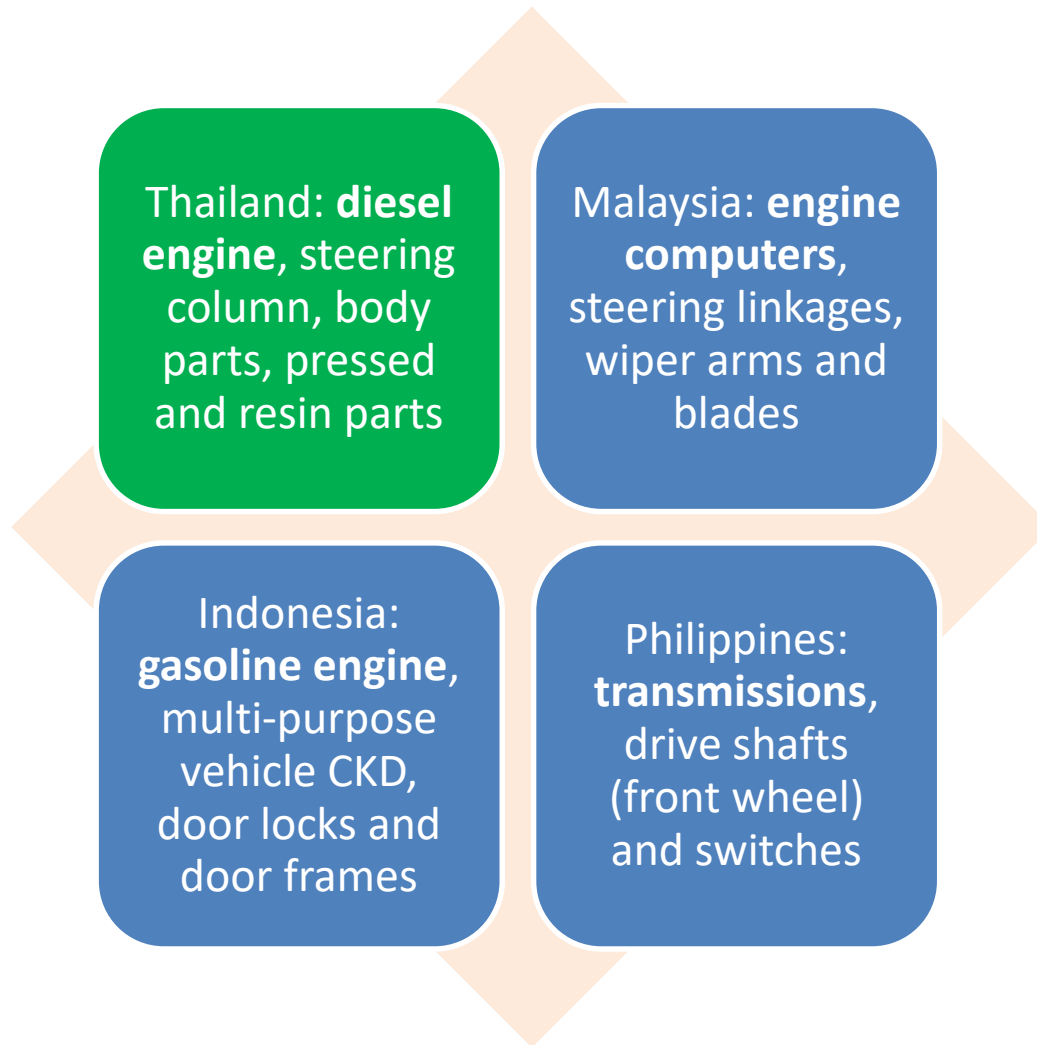 Thailand: diesel
engine, steering
column, body
parts, pressed
and resin parts
Malaysia: engine
computers,
steering linkages,
wiper arms and
blades
Indonesia:
gasoline engine,
multi-purpose
vehicle CKD,
door locks and
door frames
Philippines:
transmissions,
drive shafts
(front wheel)
and switches